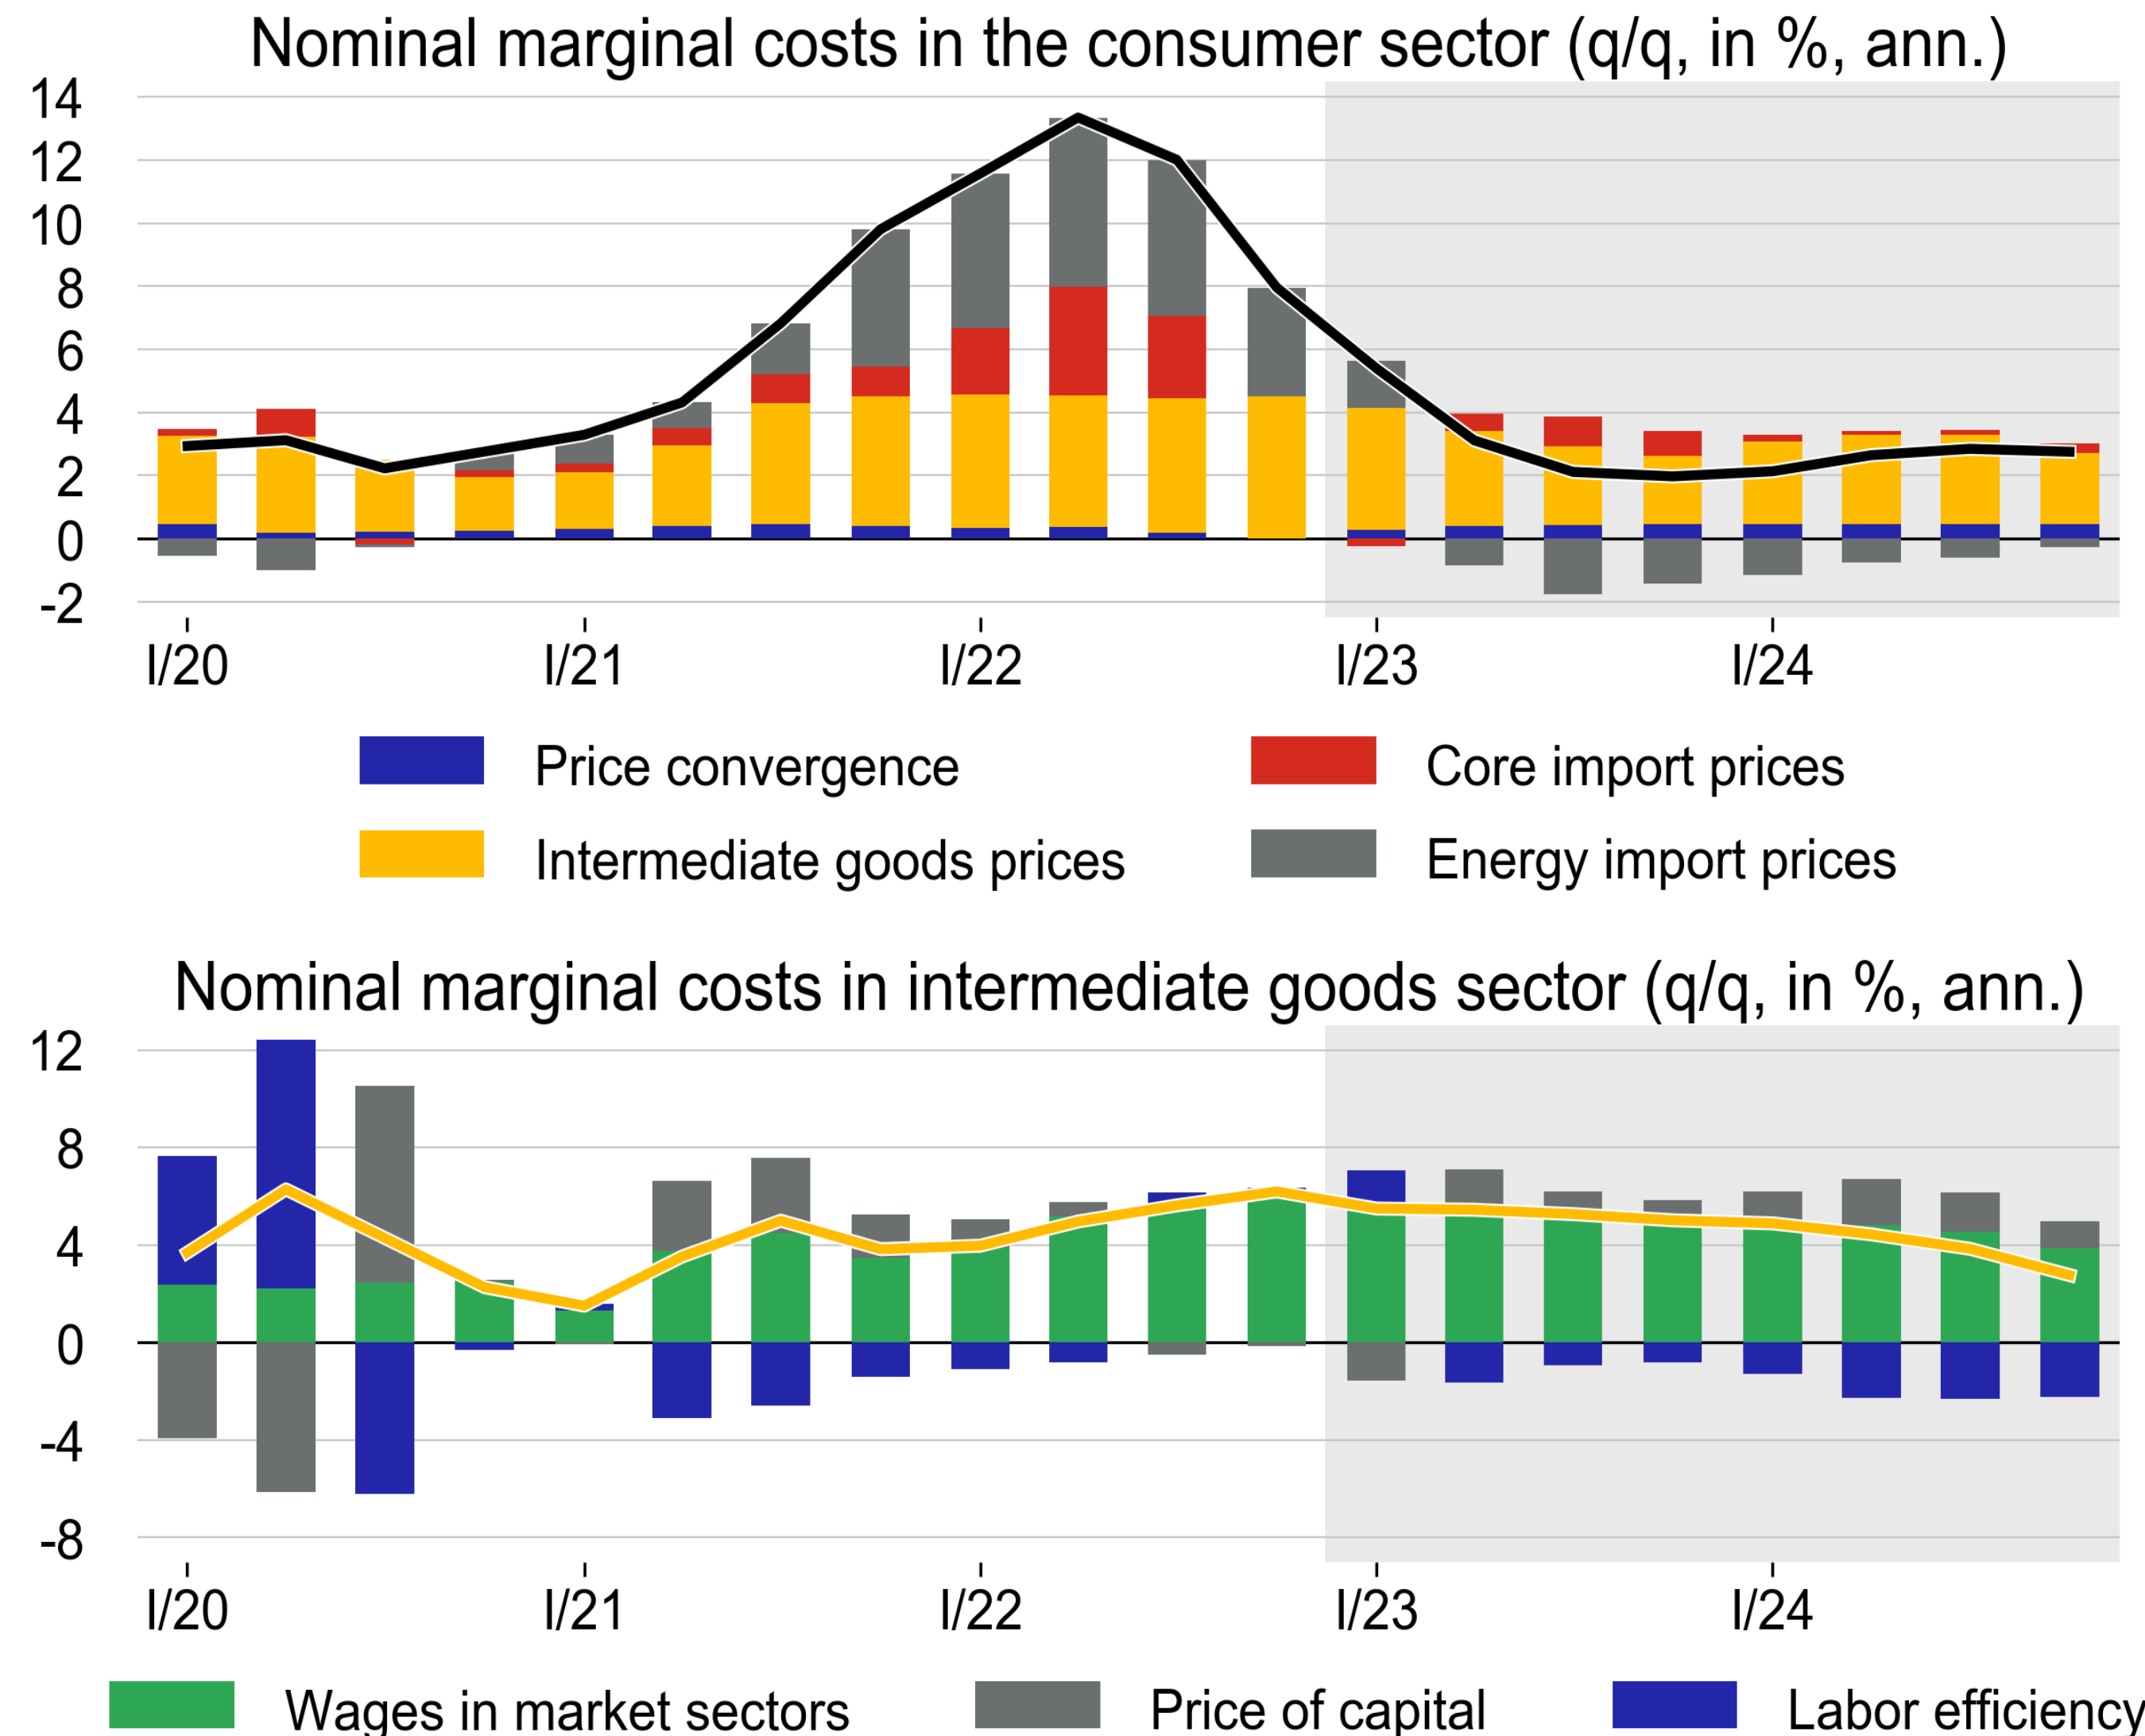 Nominal marginal costs in the consumer sector (q/q, in %, ann.)
14
12
10
8
6
4
2
0
-2
I/20 I/21 I/22 I/23 I/24
Price convergence Core import prices
Intermediate goods prices Energy import prices
Nominal marginal costs in intermediate goods sector (q/q, in %, ann.)
12
8
4
0
-4
-8
I/20 I/21 I/22 I/23 I/24
Wages in market sectors Price of capital Labor efficiency